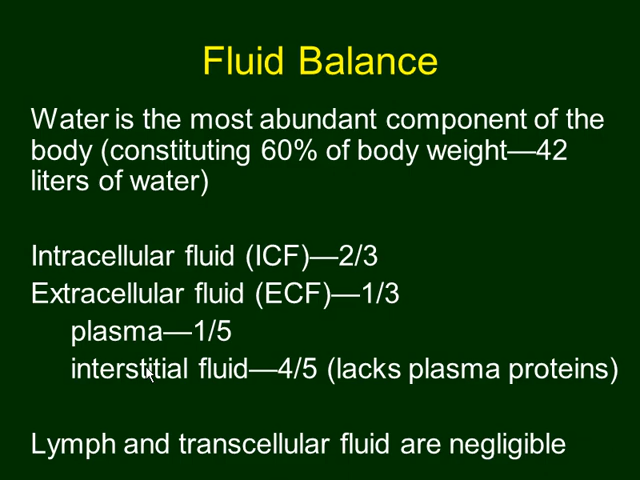 Fluid Balance
Water is the most abundant component of the
body (constituting 60% of body weight—42
liters of water)
Intracellular fluid (ICF)—2/3
Extracellular fluid (ECF)—1/3
plasma—1/5
interstitial fluid—4/5 (lacks plasma proteins)
Lymph and transcellular fluid are negligible